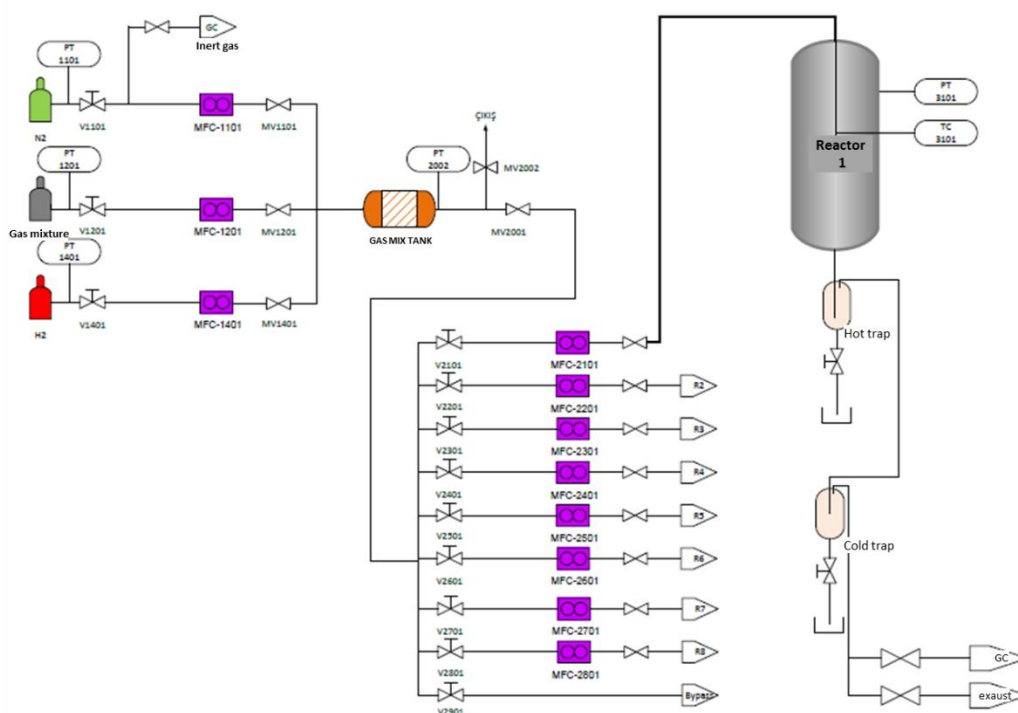 GC
Inert gas
PT
1101
V1101
MFC-1101
MV1101
N2
PT
1201
V1201
MFC-1201
MV1201
Gas mixture
PT
1401
V1401
MFC-1401
MV1401
H2
GAS MIX TANK
PT
2002
ÇIKIŞ
MV2002
MV2001
V2101
MFC-2101
V2201
MFC-2201
R2
V2301
MFC-2301
R3
V2401
MFC-2401
R4
V2501
MFC-2501
R5
V2601
MFC-2601
R6
V2701
MFC-2701
R7
V2801
MFC-2801
R8
V2901
Bypass
Reactor
1
PT
3101
TC
3101
Hot trap
Cold trap
GC
exaust